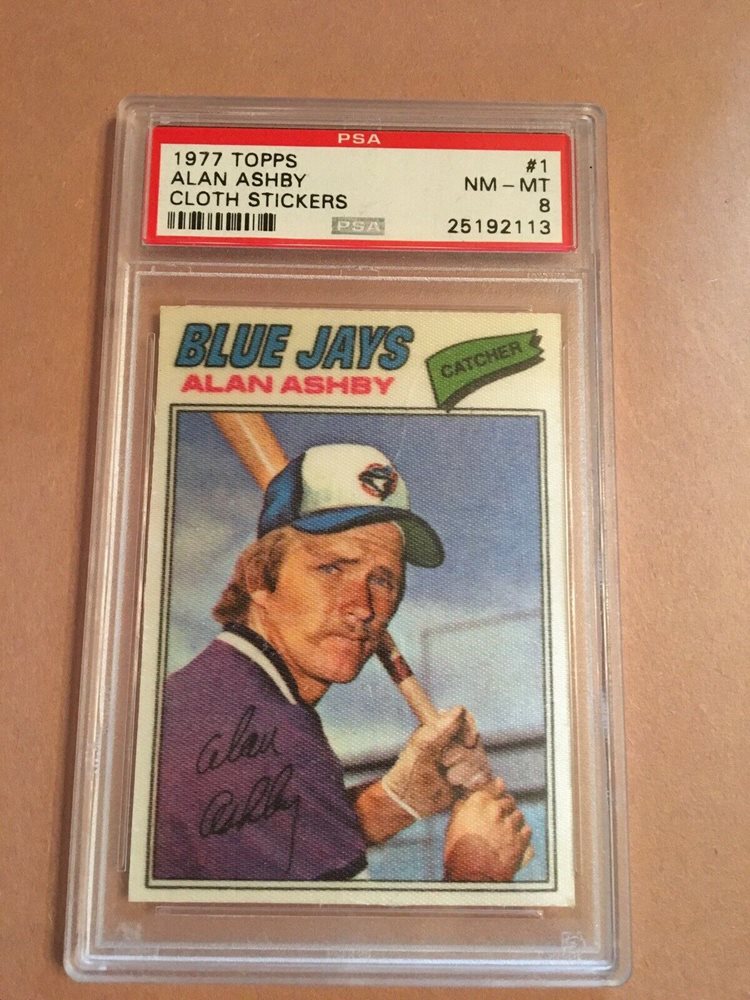 PSA
1977 TOPPS #1
ALAN ASHBY NM - MT
CLOTH STICKERS 8
PSA 25192113
BLUE JAYS
CATCHER
ALAN ASHBY
Alan
Ashby